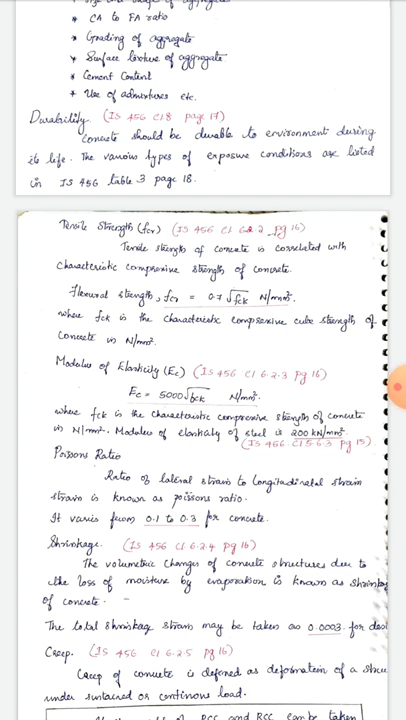 * CA to FA ratio
* Grading of aggregate
* Surface texture of aggregate
* Cement Content
* Use of admixtures etc.
Durability (IS 456 cl 8 page 17)
Concrete should be durable to environment during
its life. The various types of exposure conditions are listed
in IS 456 table 3 page 18.
Tensile Strength (fcr) (IS 456 cl 6.2.2 pg 16)
Tensile strength of concrete is correlated with
characteristic compressive strength of concrete.
Flexural strength, fcr = 0.7√fck N/mm².
where fck is the characteristic compressive cube strength of
concrete in N/mm².
Modulus of Elasticity (Ec) (IS 456 cl 6.2.3 pg 16)
Ec = 5000√fck N/mm².
where fck is the characteristic compressive strength of concrete
in N/mm². Modulus of elasticity of steel is 200 kN/mm²
(IS 456 cl 5.6.3 pg 15)
Poissons Ratio
Ratio of lateral strain to longitudinal strain
strain is known as poissons ratio.
It varies from 0.1 to 0.3 for concrete.
Shrinkage. (IS 456 cl 6.2.4 pg 16)
The volumetric changes of concrete structures due to
the loss of moisture by evaporation is known as shrinkag
of concrete. -
The total shrinkage strain may be taken as 0.0003 for desi
Creep. (IS 456 cl 6.2.5 pg 16)
Creep of concrete is defined as deformation of a struc
under sustained or continous load.
PCC and RCC can be taken